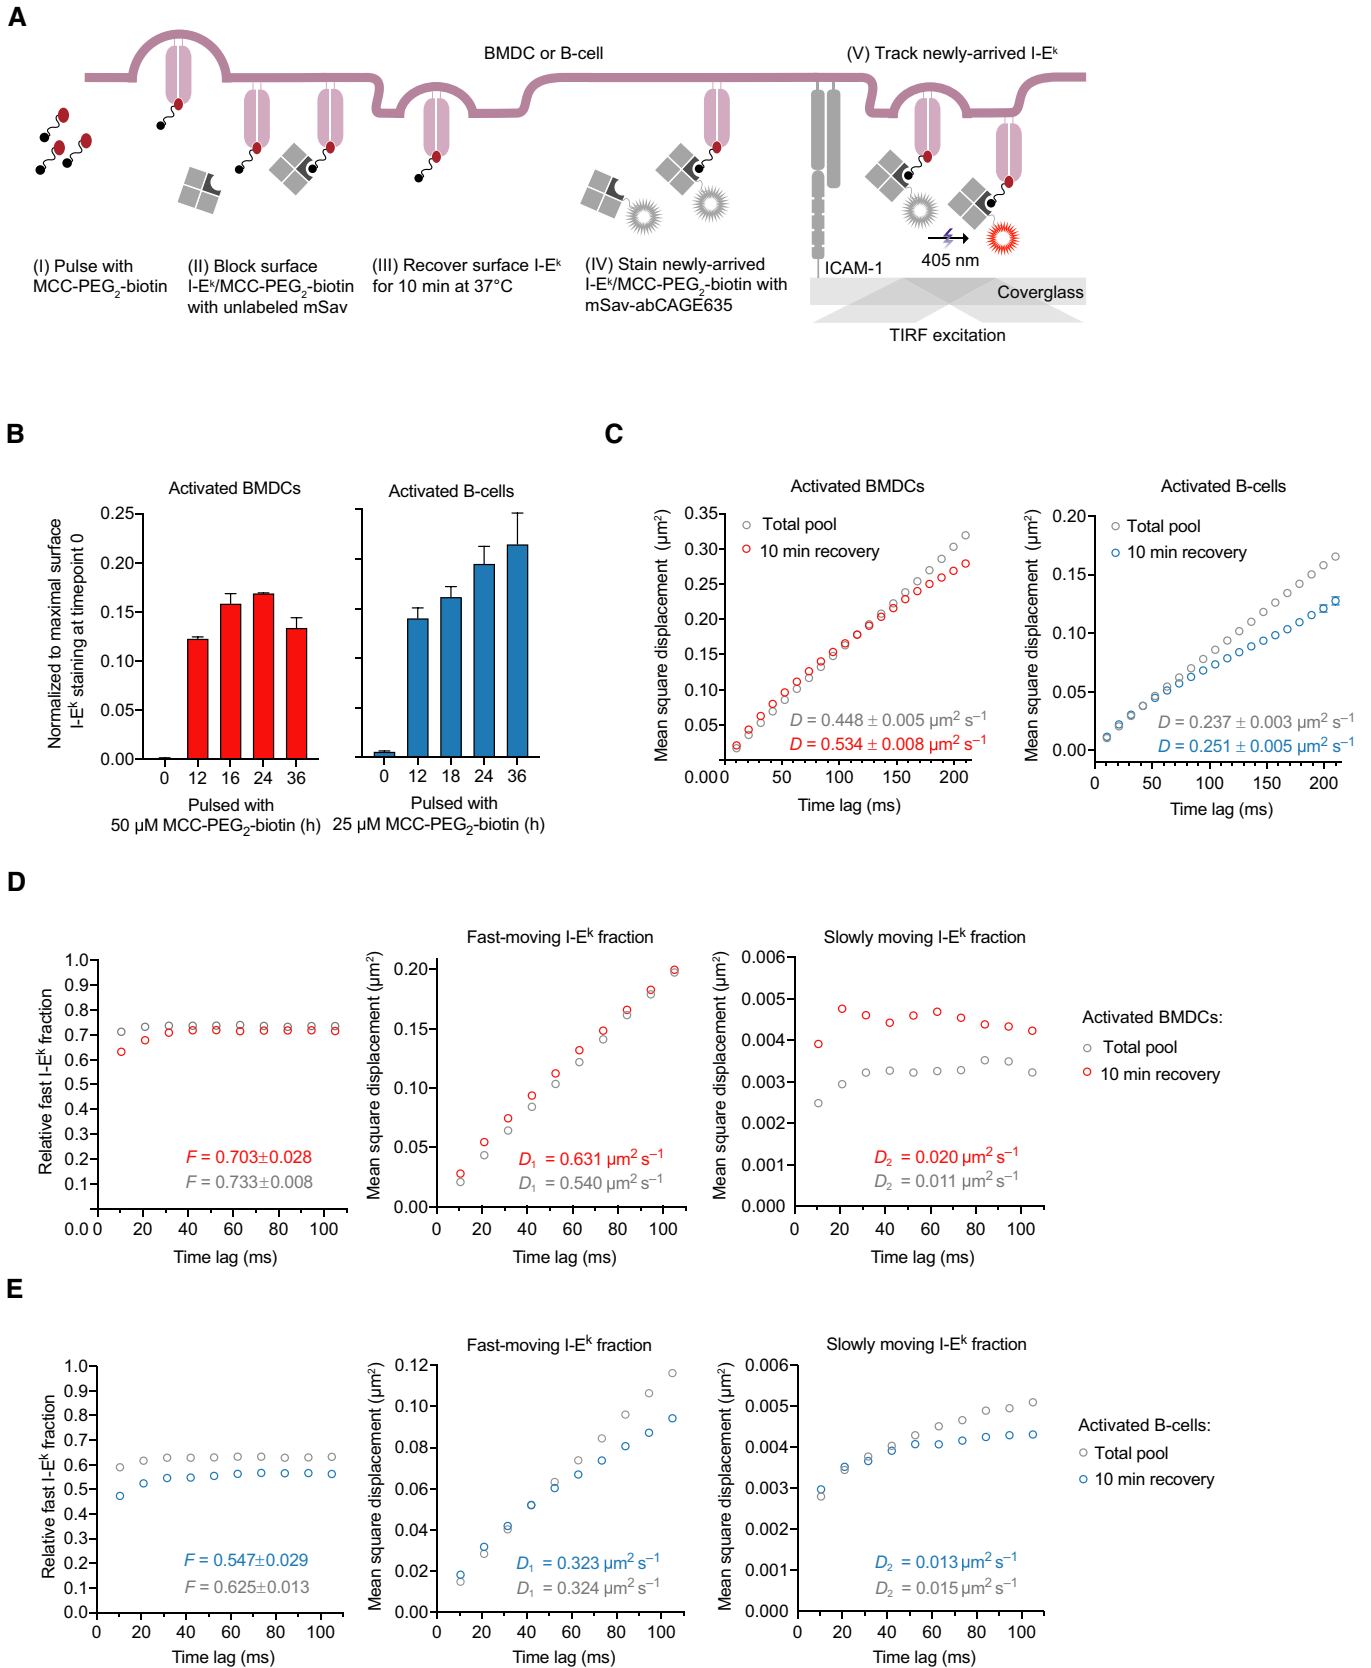 A
BMDC or B-cell
(V) Track newly-arrived I-Eᵏ
(I) Pulse with
MCC-PEG₂-biotin
(II) Block surface
I-Eᵏ/MCC-PEG₂-biotin
with unlabeled mSav
(III) Recover surface I-Eᵏ
for 10 min at 37°C
(IV) Stain newly-arrived
I-Eᵏ/MCC-PEG₂-biotin with
mSav-abCAGE635
ICAM-1
405 nm
Coverglass
TIRF excitation
B
Activated BMDCs
Normalized to maximal surface
I-Eᵏ staining at timepoint 0
0.25
0.20
0.15
0.10
0.05
0.00
0 12 16 24 36
Pulsed with
50 µM MCC-PEG₂-biotin (h)
Activated B-cells
0 12 18 24 36
Pulsed with
25 µM MCC-PEG₂-biotin (h)
C
Activated BMDCs
Mean square displacement (µm²)
0.35
0.30
0.25
0.20
0.15
0.10
0.05
0.00
Total pool
10 min recovery
D = 0.448 ± 0.005 µm² s⁻¹
D = 0.534 ± 0.008 µm² s⁻¹
0 50 100 150 200
Time lag (ms)
Activated B-cells
Mean square displacement (µm²)
0.20
0.15
0.10
0.05
0.00
Total pool
10 min recovery
D = 0.237 ± 0.003 µm² s⁻¹
D = 0.251 ± 0.005 µm² s⁻¹
0 50 100 150 200
Time lag (ms)
D
Relative fast I-Eᵏ fraction
1.0
0.9
0.8
0.7
0.6
0.5
0.4
0.3
0.2
0.1
0.0
F = 0.703±0.028
F = 0.733±0.008
0 20 40 60 80 100
Time lag (ms)
Fast-moving I-Eᵏ fraction
Mean square displacement (µm²)
0.20
0.15
0.10
0.05
0.00
D₁ = 0.631 µm² s⁻¹
D₁ = 0.540 µm² s⁻¹
0 20 40 60 80 100
Time lag (ms)
Slowly moving I-Eᵏ fraction
Mean square displacement (µm²)
0.006
0.005
0.004
0.003
0.002
0.001
0.000
D₂ = 0.020 µm² s⁻¹
D₂ = 0.011 µm² s⁻¹
0 20 40 60 80 100
Time lag (ms)
Activated BMDCs:
Total pool
10 min recovery
E
Relative fast I-Eᵏ fraction
1.0
0.9
0.8
0.7
0.6
0.5
0.4
0.3
0.2
0.1
0.0
F = 0.547±0.029
F = 0.625±0.013
0 20 40 60 80 100
Time lag (ms)
Fast-moving I-Eᵏ fraction
Mean square displacement (µm²)
0.12
0.10
0.08
0.06
0.04
0.02
0.00
D₁ = 0.323 µm² s⁻¹
D₁ = 0.324 µm² s⁻¹
0 20 40 60 80 100
Time lag (ms)
Slowly moving I-Eᵏ fraction
Mean square displacement (µm²)
0.006
0.005
0.004
0.003
0.002
0.001
0.000
D₂ = 0.013 µm² s⁻¹
D₂ = 0.015 µm² s⁻¹
0 20 40 60 80 100
Time lag (ms)
Activated B-cells:
Total pool
10 min recovery